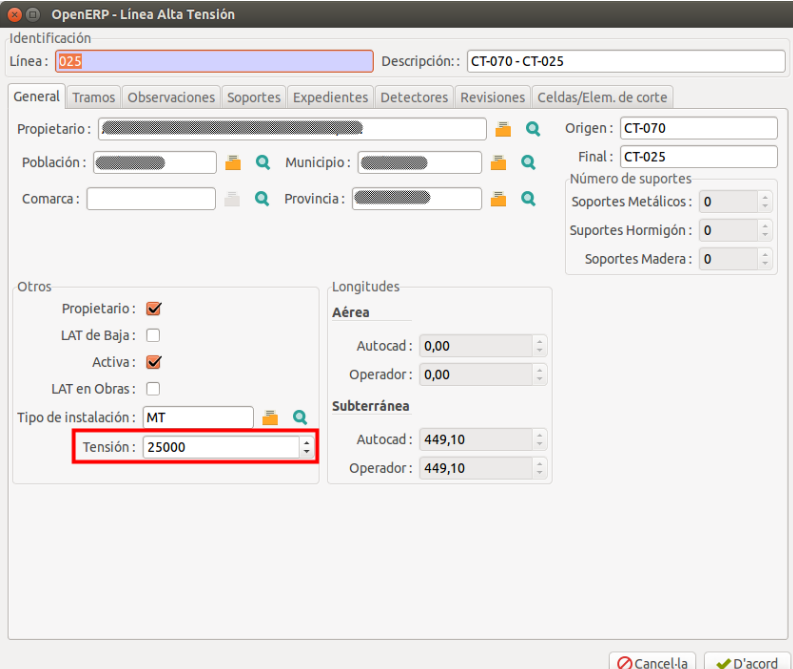 OpenERP - Línea Alta Tensión
Identificación
Línea : 025 Descripción: : CT-070 - CT-025
General Tramos Observaciones Soportes Expedientes Detectores Revisiones Celdas/Elem. de corte
Propietario : Origen : CT-070
Población : Municipio : Final : CT-025
Número de suportes
Comarca : Provincia : Soportes Metálicos : 0
Suportes Hormigón : 0
Soportes Madera : 0
Otros
Propietario :
LAT de Baja :
Activa :
LAT en Obras :
Tipo de instalación : MT
Tensión : 25000
Longitudes
Aérea
Autocad : 0,00
Operador : 0,00
Subterránea
Autocad : 449,10
Operador : 449,10
Cancel·la D'acord